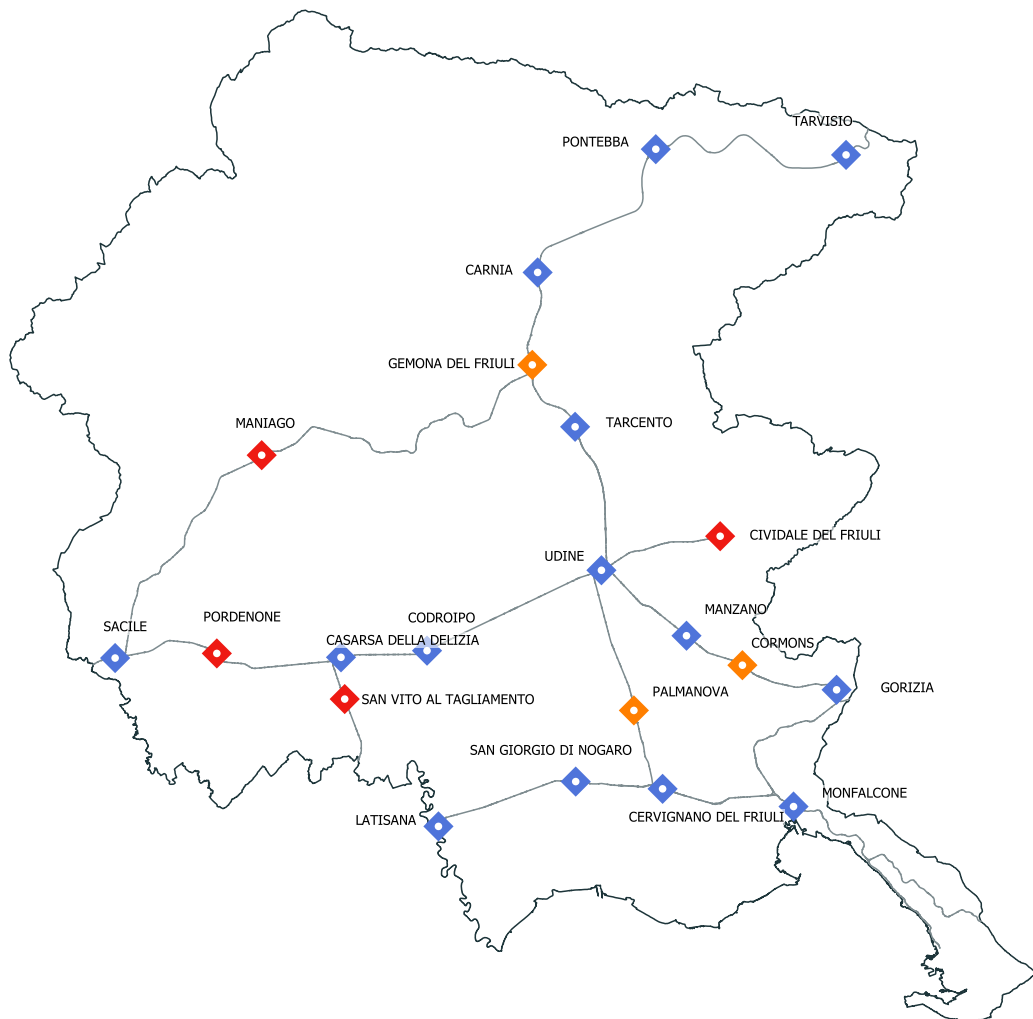 TARVISIO
PONTEBBA
CARNIA
GEMONA DEL FRIULI
MANIAGO
TARCENTO
CIVIDALE DEL FRIULI
UDINE
MANZANO
PORDENONE
CODROIPO
SACILE
CASARSA DELLA DELIZIA
CORMONS
GORIZIA
PALMANOVA
SAN VITO AL TAGLIAMENTO
SAN GIORGIO DI NOGARO
MONFALCONE
CERVIGNANO DEL FRIULI
LATISANA